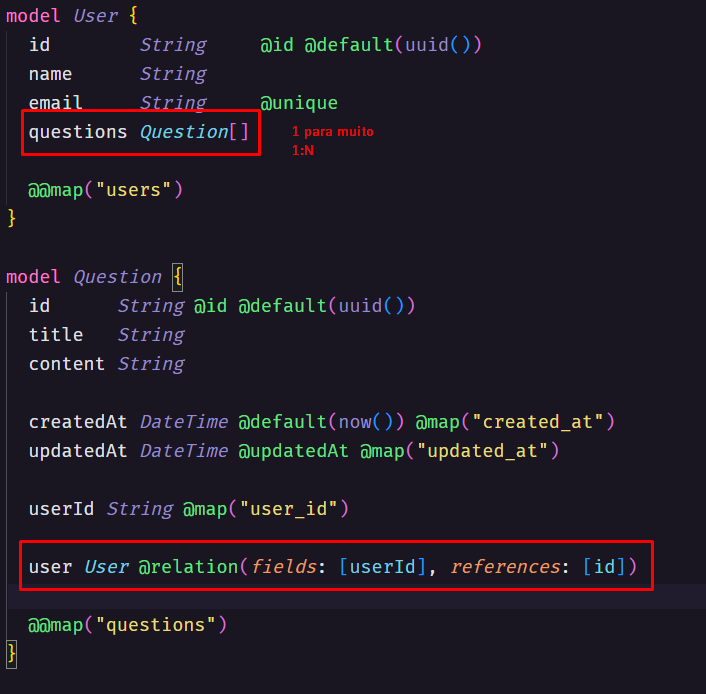 model User {
id String @id @default(uuid())
name String
email String @unique
questions Question[] 1 para muito
1:N
@@map("users")
}
model Question {
id String @id @default(uuid())
title String
content String
createdAt DateTime @default(now()) @map("created_at")
updatedAt DateTime @updatedAt @map("updated_at")
userId String @map("user_id")
user User @relation(fields: [userId], references: [id])
@@map("questions")
}